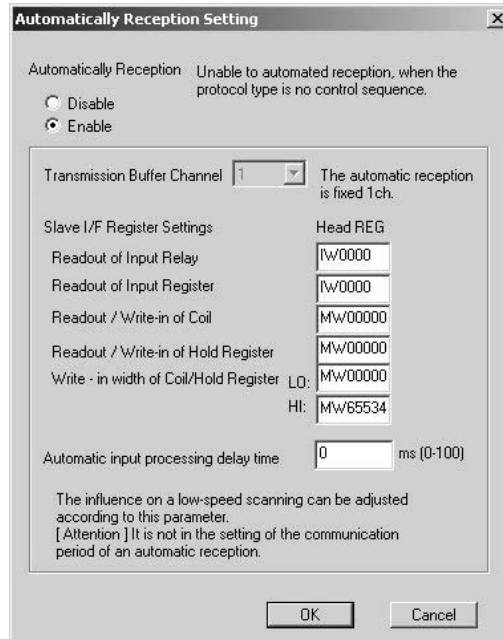 Automatically Reception Setting
Automatically Reception
Unable to automated reception, when the
protocol type is no control sequence.
Disable
Enable
Transmission Buffer Channel 1 The automatic reception
is fixed 1ch.
Slave I/F Register Settings Head REG
Readout of Input Relay IW0000
Readout of Input Register IW0000
Readout / Write-in of Coil MW00000
Readout / Write-in of Hold Register MW00000
Write - in width of Coil/Hold Register LO: MW00000
HI: MW65534
Automatic input processing delay time 0 ms (0-100)
The influence on a low-speed scanning can be adjusted
according to this parameter.
[ Attention ] It is not in the setting of the communication
period of an automatic reception.
OK Cancel